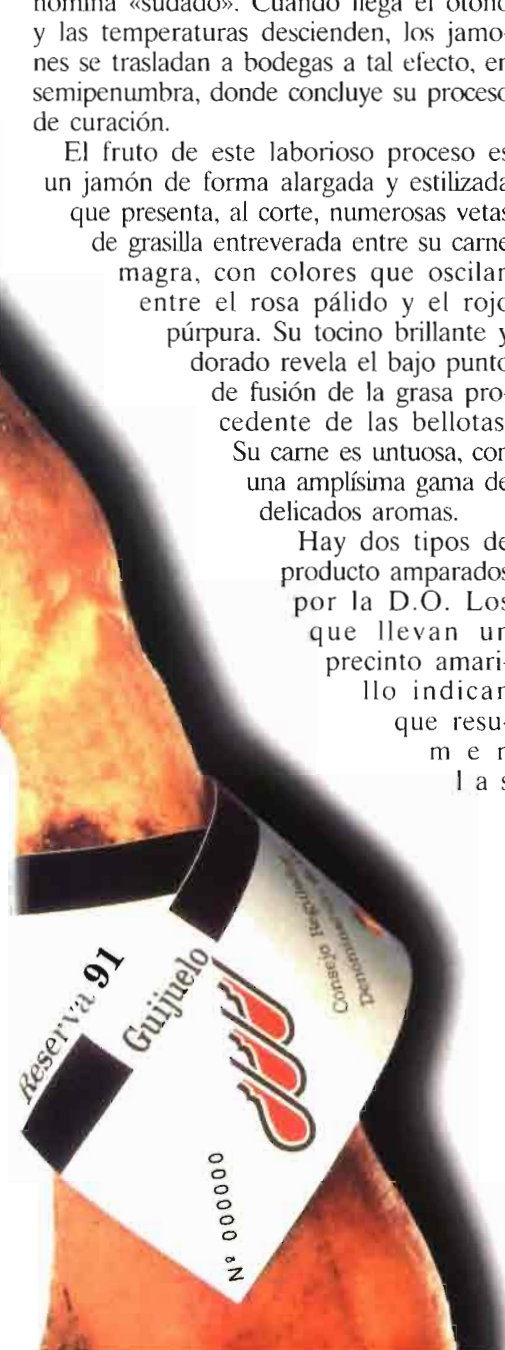 nomina «sudado». Cuando llega el otoño
y las temperaturas descienden, los jamo-
nes se trasladan a bodegas a tal efecto, en
semipenumbra, donde concluye su proceso
de curación.
El fruto de este laborioso proceso es
un jamón de forma alargada y estilizada
que presenta, al corte, numerosas vetas
de grasilla entreverada entre su carne
magra, con colores que oscilan
entre el rosa pálido y el rojo
púrpura. Su tocino brillante y
dorado revela el bajo punto
de fusión de la grasa pro-
cedente de las bellotas
Su carne es untuosa, con
una amplísima gama de
delicados aromas.
Hay dos tipos de
producto amparados
por la D.O. Los
que llevan un
precinto amari-
llo indican
que resu-
m e n
l a s
Reserva 91
Guijuelo
Consejo Regulador
Nº 000000